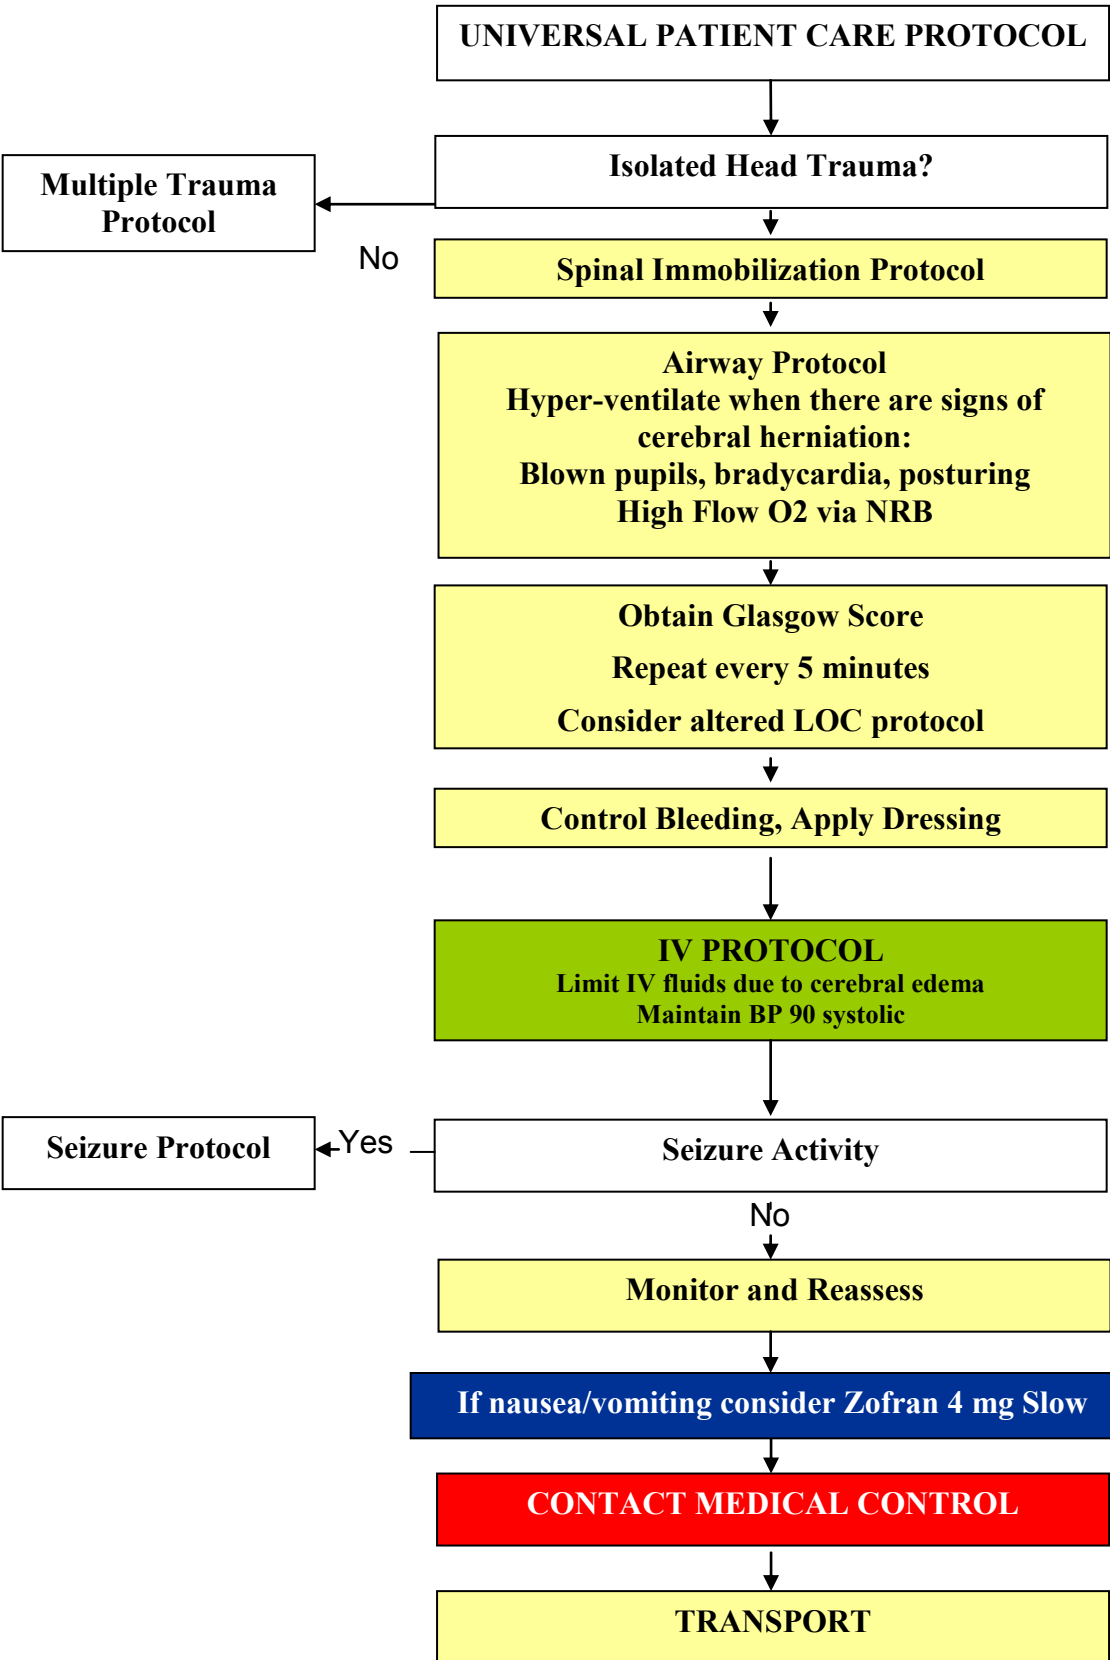 UNIVERSAL PATIENT CARE PROTOCOL
Isolated Head Trauma?
Multiple Trauma
Protocol
No
Spinal Immobilization Protocol
Airway Protocol
Hyper-ventilate when there are signs of
cerebral herniation:
Blown pupils, bradycardia, posturing
High Flow O2 via NRB
Obtain Glasgow Score
Repeat every 5 minutes
Consider altered LOC protocol
Control Bleeding, Apply Dressing
IV PROTOCOL
Limit IV fluids due to cerebral edema
Maintain BP 90 systolic
Seizure Protocol
Yes
Seizure Activity
No
Monitor and Reassess
If nausea/vomiting consider Zofran 4 mg Slow
CONTACT MEDICAL CONTROL
TRANSPORT